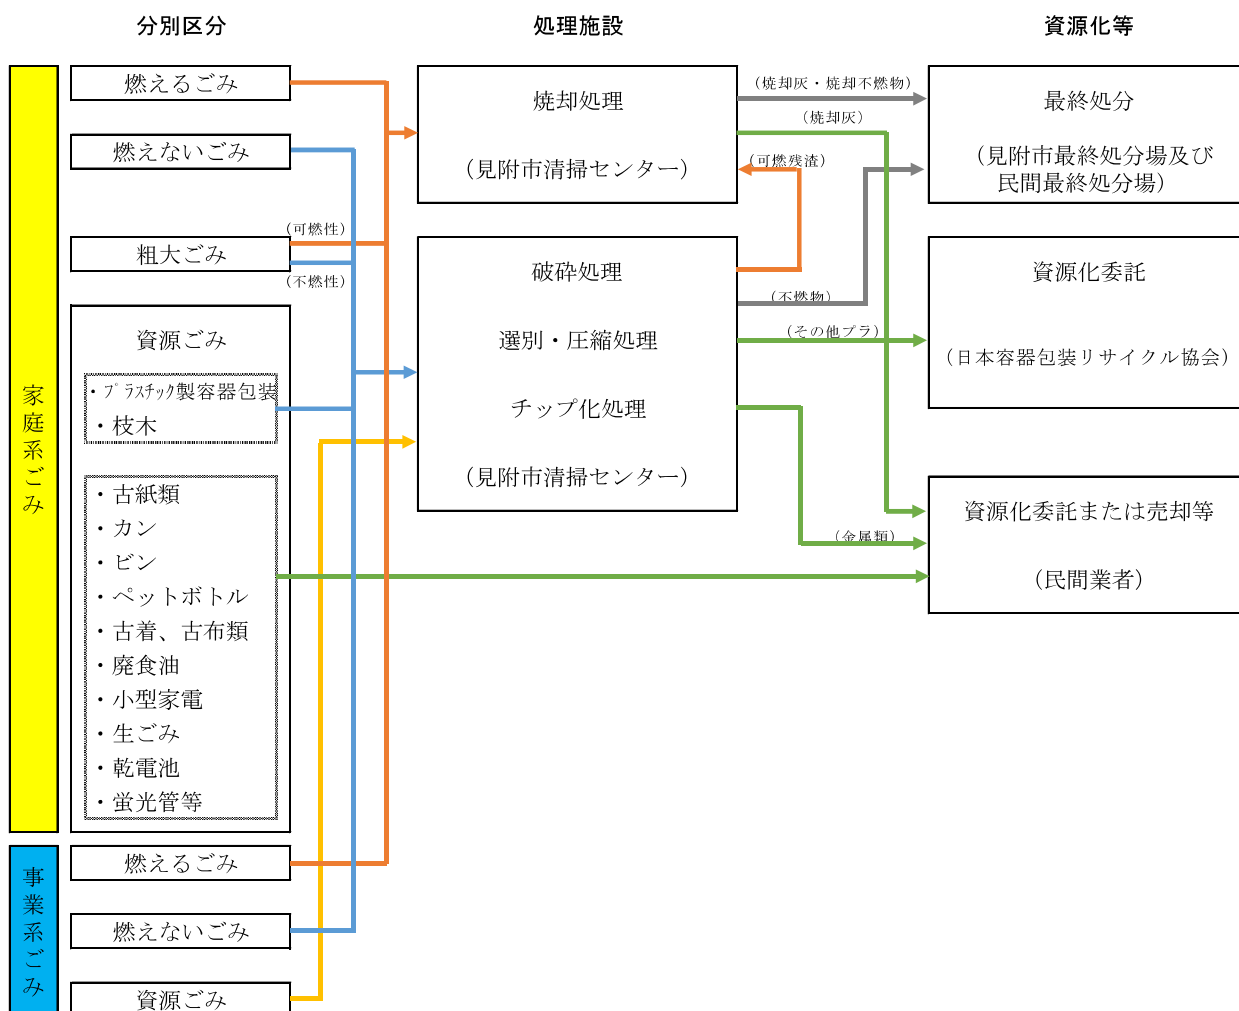 分別区分
処理施設
資源化等
家庭系ごみ
燃えるごみ
燃えないごみ
（可燃性）
粗大ごみ
（不燃性）
資源ごみ
・プラスチック製容器包装
・枝木
・古紙類
・カン
・ビン
・ペットボトル
・古着、古布類
・廃食油
・小型家電
・生ごみ
・乾電池
・蛍光管等
事業系ごみ
燃えるごみ
燃えないごみ
資源ごみ
焼却処理
（見附市清掃センター）
破砕処理
選別・圧縮処理
チップ化処理
（見附市清掃センター）
（焼却灰・焼却不燃物）
（焼却灰）
（可燃残渣）
（不燃物）
（その他プラ）
（金属類）
最終処分
（見附市最終処分場及び
民間最終処分場）
資源化委託
（日本容器包装リサイクル協会）
資源化委託または売却等
（民間業者）